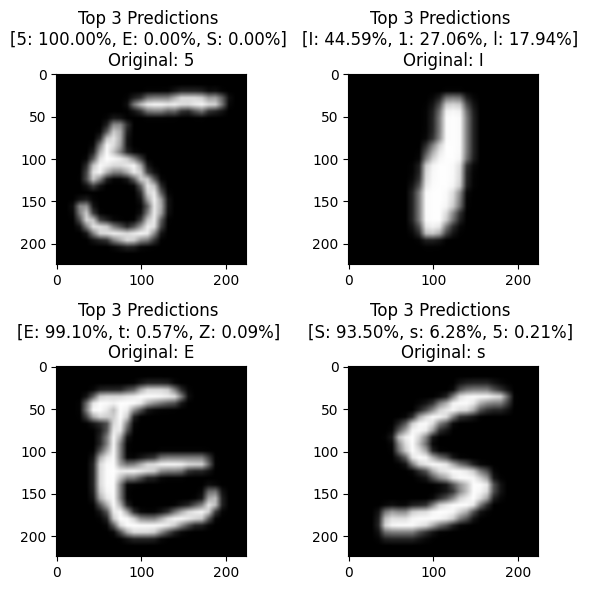 Top 3 Predictions
[5: 100.00%, E: 0.00%, S: 0.00%]
Original: 5
0
50
100
150
200
0
100
200
5
Top 3 Predictions
[I: 44.59%, 1: 27.06%, l: 17.94%]
Original: I
0
50
100
150
200
0
100
200
I
Top 3 Predictions
[E: 99.10%, t: 0.57%, Z: 0.09%]
Original: E
0
50
100
150
200
0
100
200
E
Top 3 Predictions
[S: 93.50%, s: 6.28%, 5: 0.21%]
Original: s
0
50
100
150
200
0
100
200
s